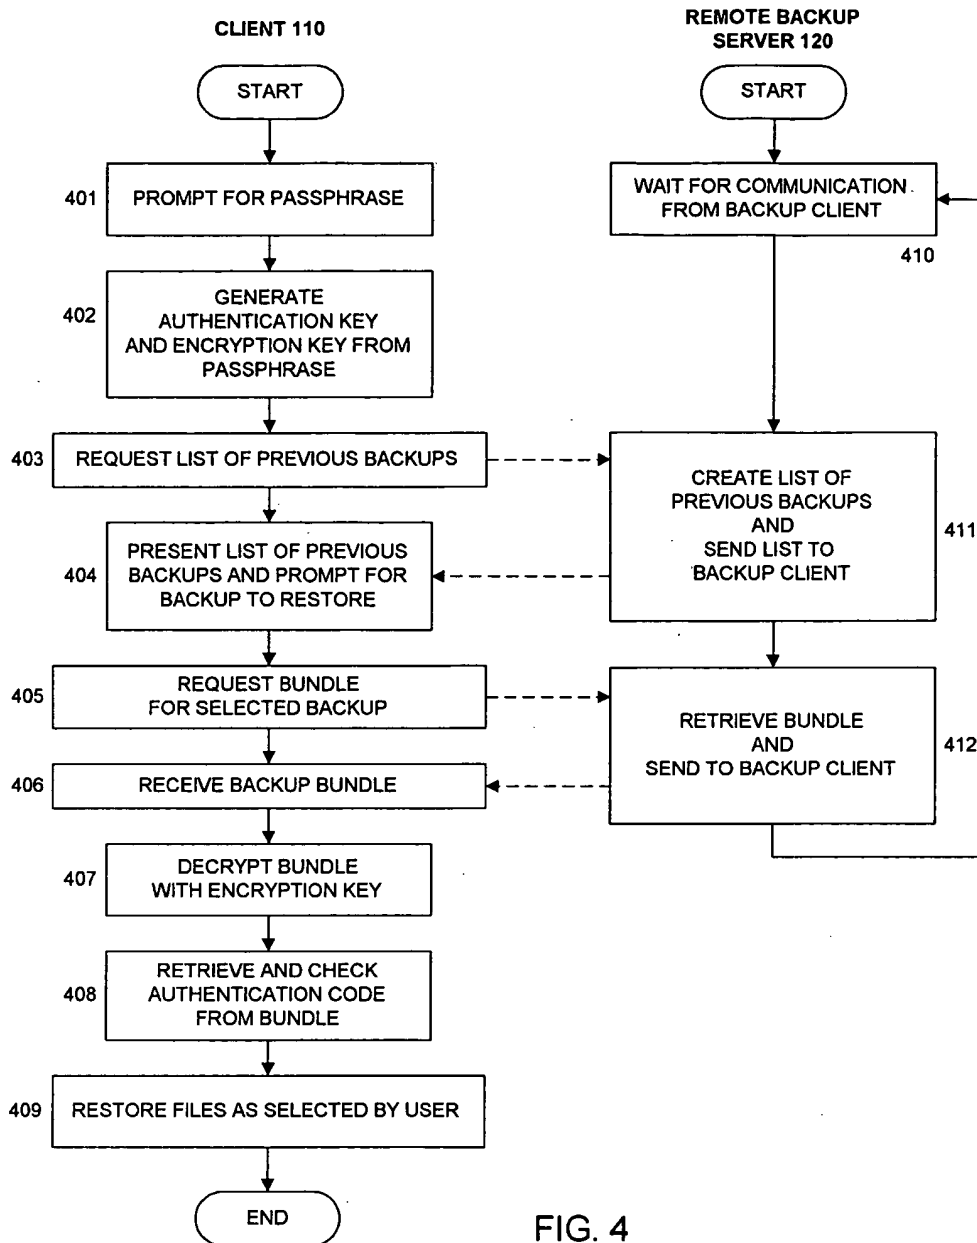 CLIENT 110
START
401
PROMPT FOR PASSPHRASE
402
GENERATE
AUTHENTICATION KEY
AND ENCRYPTION KEY FROM
PASSPHRASE
403
REQUEST LIST OF PREVIOUS BACKUPS
404
PRESENT LIST OF PREVIOUS
BACKUPS AND PROMPT FOR
BACKUP TO RESTORE
405
REQUEST BUNDLE
FOR SELECTED BACKUP
406
RECEIVE BACKUP BUNDLE
407
DECRYPT BUNDLE
WITH ENCRYPTION KEY
408
RETRIEVE AND CHECK
AUTHENTICATION CODE
FROM BUNDLE
409
RESTORE FILES AS SELECTED BY USER
END
REMOTE BACKUP
SERVER 120
START
WAIT FOR COMMUNICATION
FROM BACKUP CLIENT
410
CREATE LIST OF
PREVIOUS BACKUPS
AND
SEND LIST TO
BACKUP CLIENT
411
RETRIEVE BUNDLE
AND
SEND TO BACKUP CLIENT
412
FIG. 4